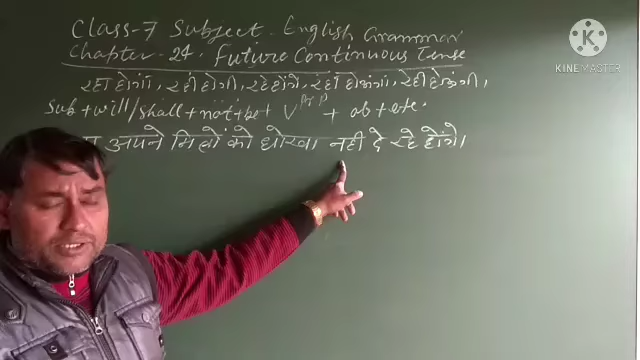 Class-7 Subject. English Grammar
Chapter-24. Future Continuous Tense
रहा होगा, रही होगी, रहे होंगे, रहा होऊंगा, रही होऊंगी,
Sub + will/shall + not + be + V + ob + etc.
अपने मित्रों को धोखा नही दे रहे होंगे।
KINEMASTER